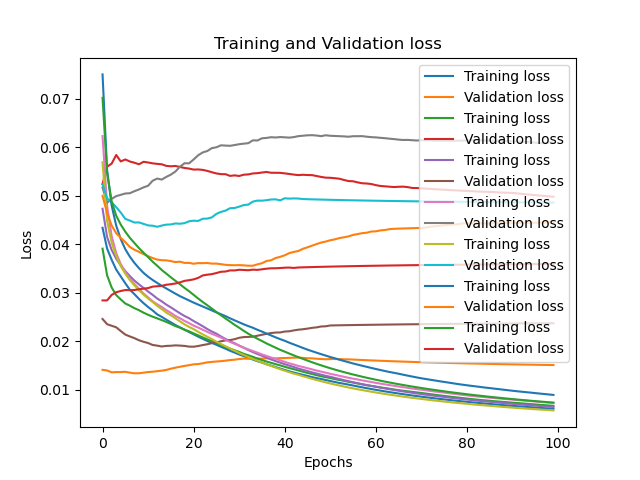 Training and Validation loss
Loss
0.07
0.06
0.05
0.04
0.03
0.02
0.01
Training loss
Validation loss
Training loss
Validation loss
Training loss
Validation loss
Training loss
Validation loss
Training loss
Validation loss
Training loss
Validation loss
Training loss
Validation loss
0
20
40
60
80
100
Epochs